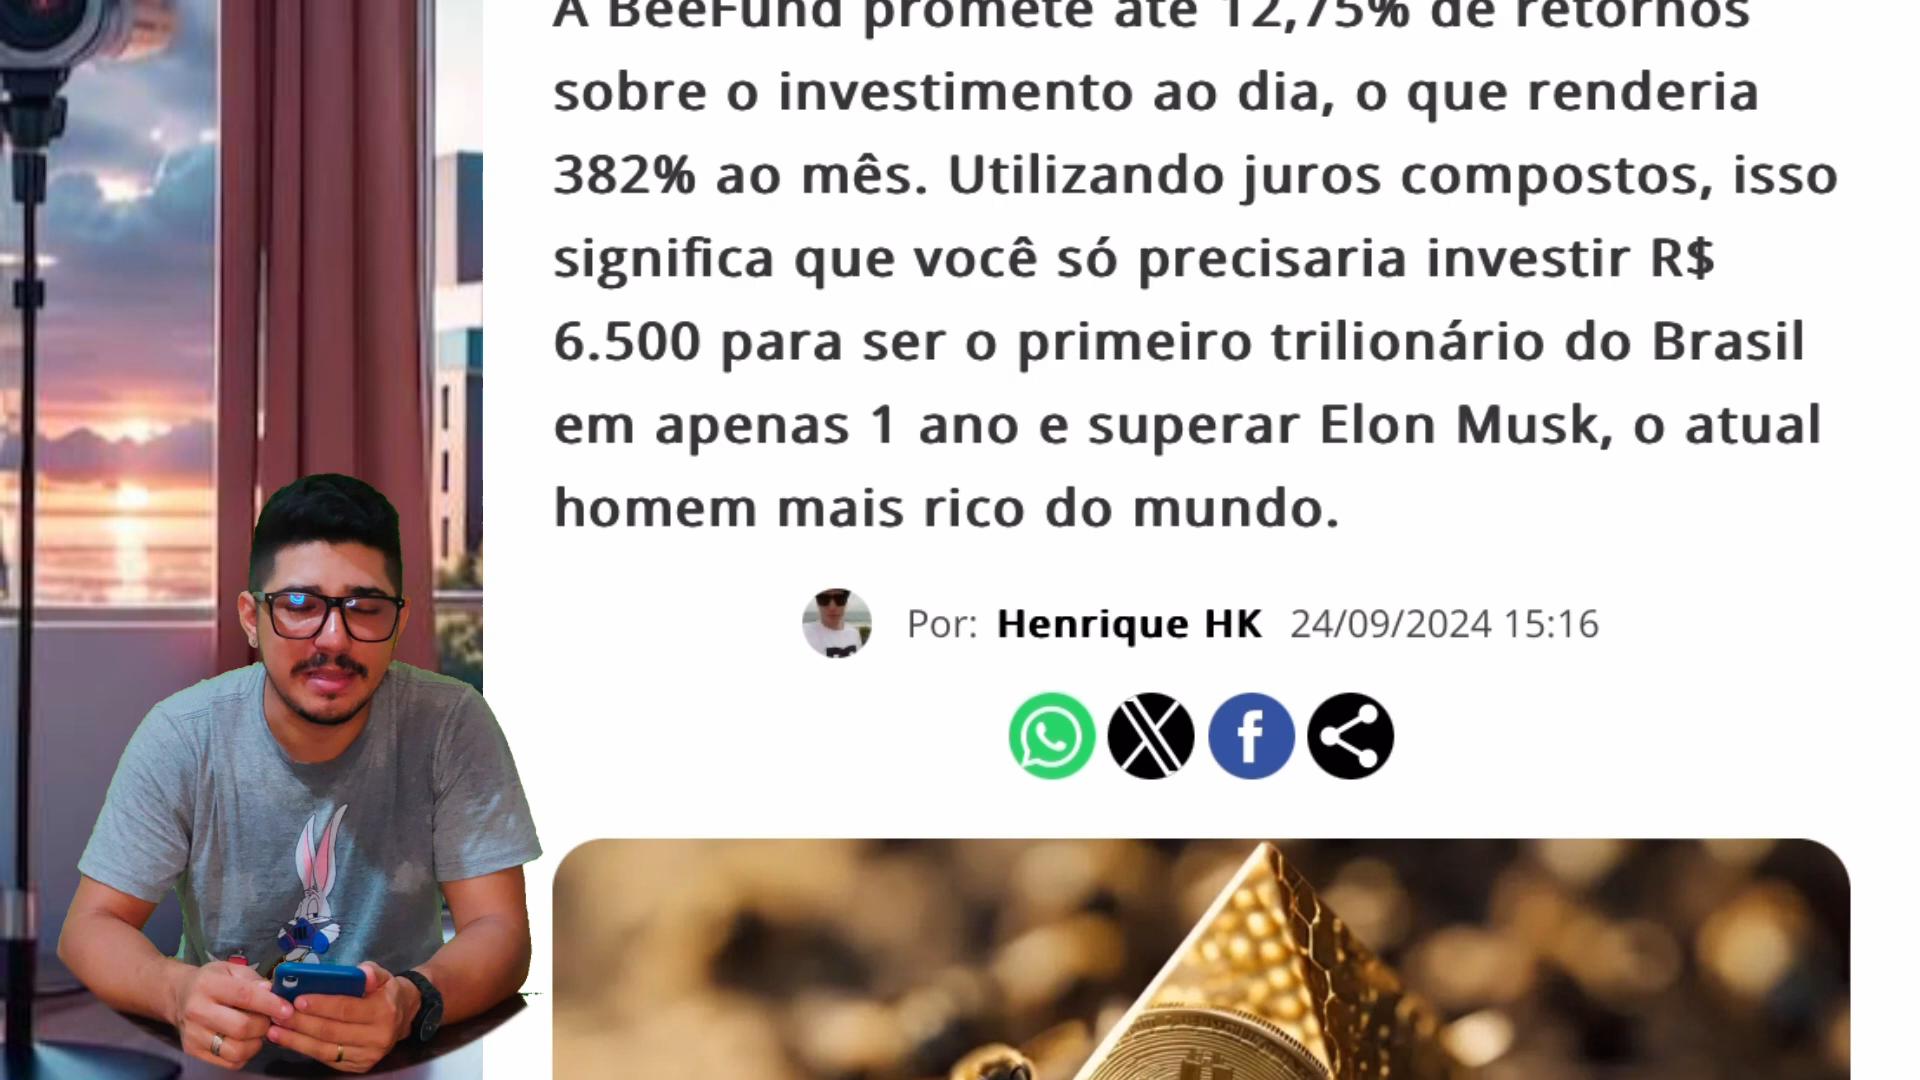 A BeeFund promete até 12,75% de retornos
sobre o investimento ao dia, o que renderia
382% ao mês. Utilizando juros compostos, isso
significa que você só precisaria investir R$
6.500 para ser o primeiro trilionário do Brasil
em apenas 1 ano e superar Elon Musk, o atual
homem mais rico do mundo.
Por: Henrique HK 24/09/2024 15:16